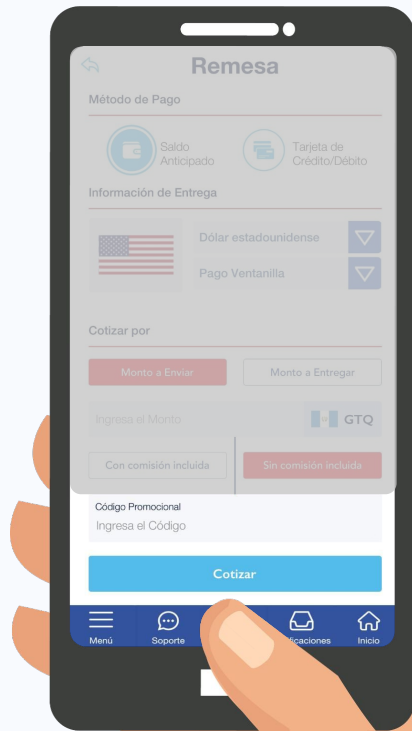 Remesa
Método de Pago
Saldo
Anticipado
Tarjeta de
Crédito/Débito
Información de Entrega
Dólar estadounidense
Pago Ventanilla
Cotizar por
Monto a Enviar
Monto a Entregar
Ingresa el Monto
GTQ
Con comisión incluida
Sin comisión incluida
Código Promocional
Ingresa el Código
Cotizar
Menú
Soporte
icaciones
Inicio